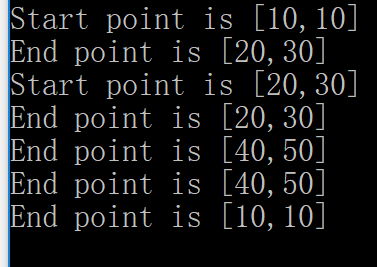 Start point is [10,10]
End point is [20,30]
Start point is [20,30]
End point is [20,30]
End point is [40,50]
End point is [40,50]
End point is [10,10]